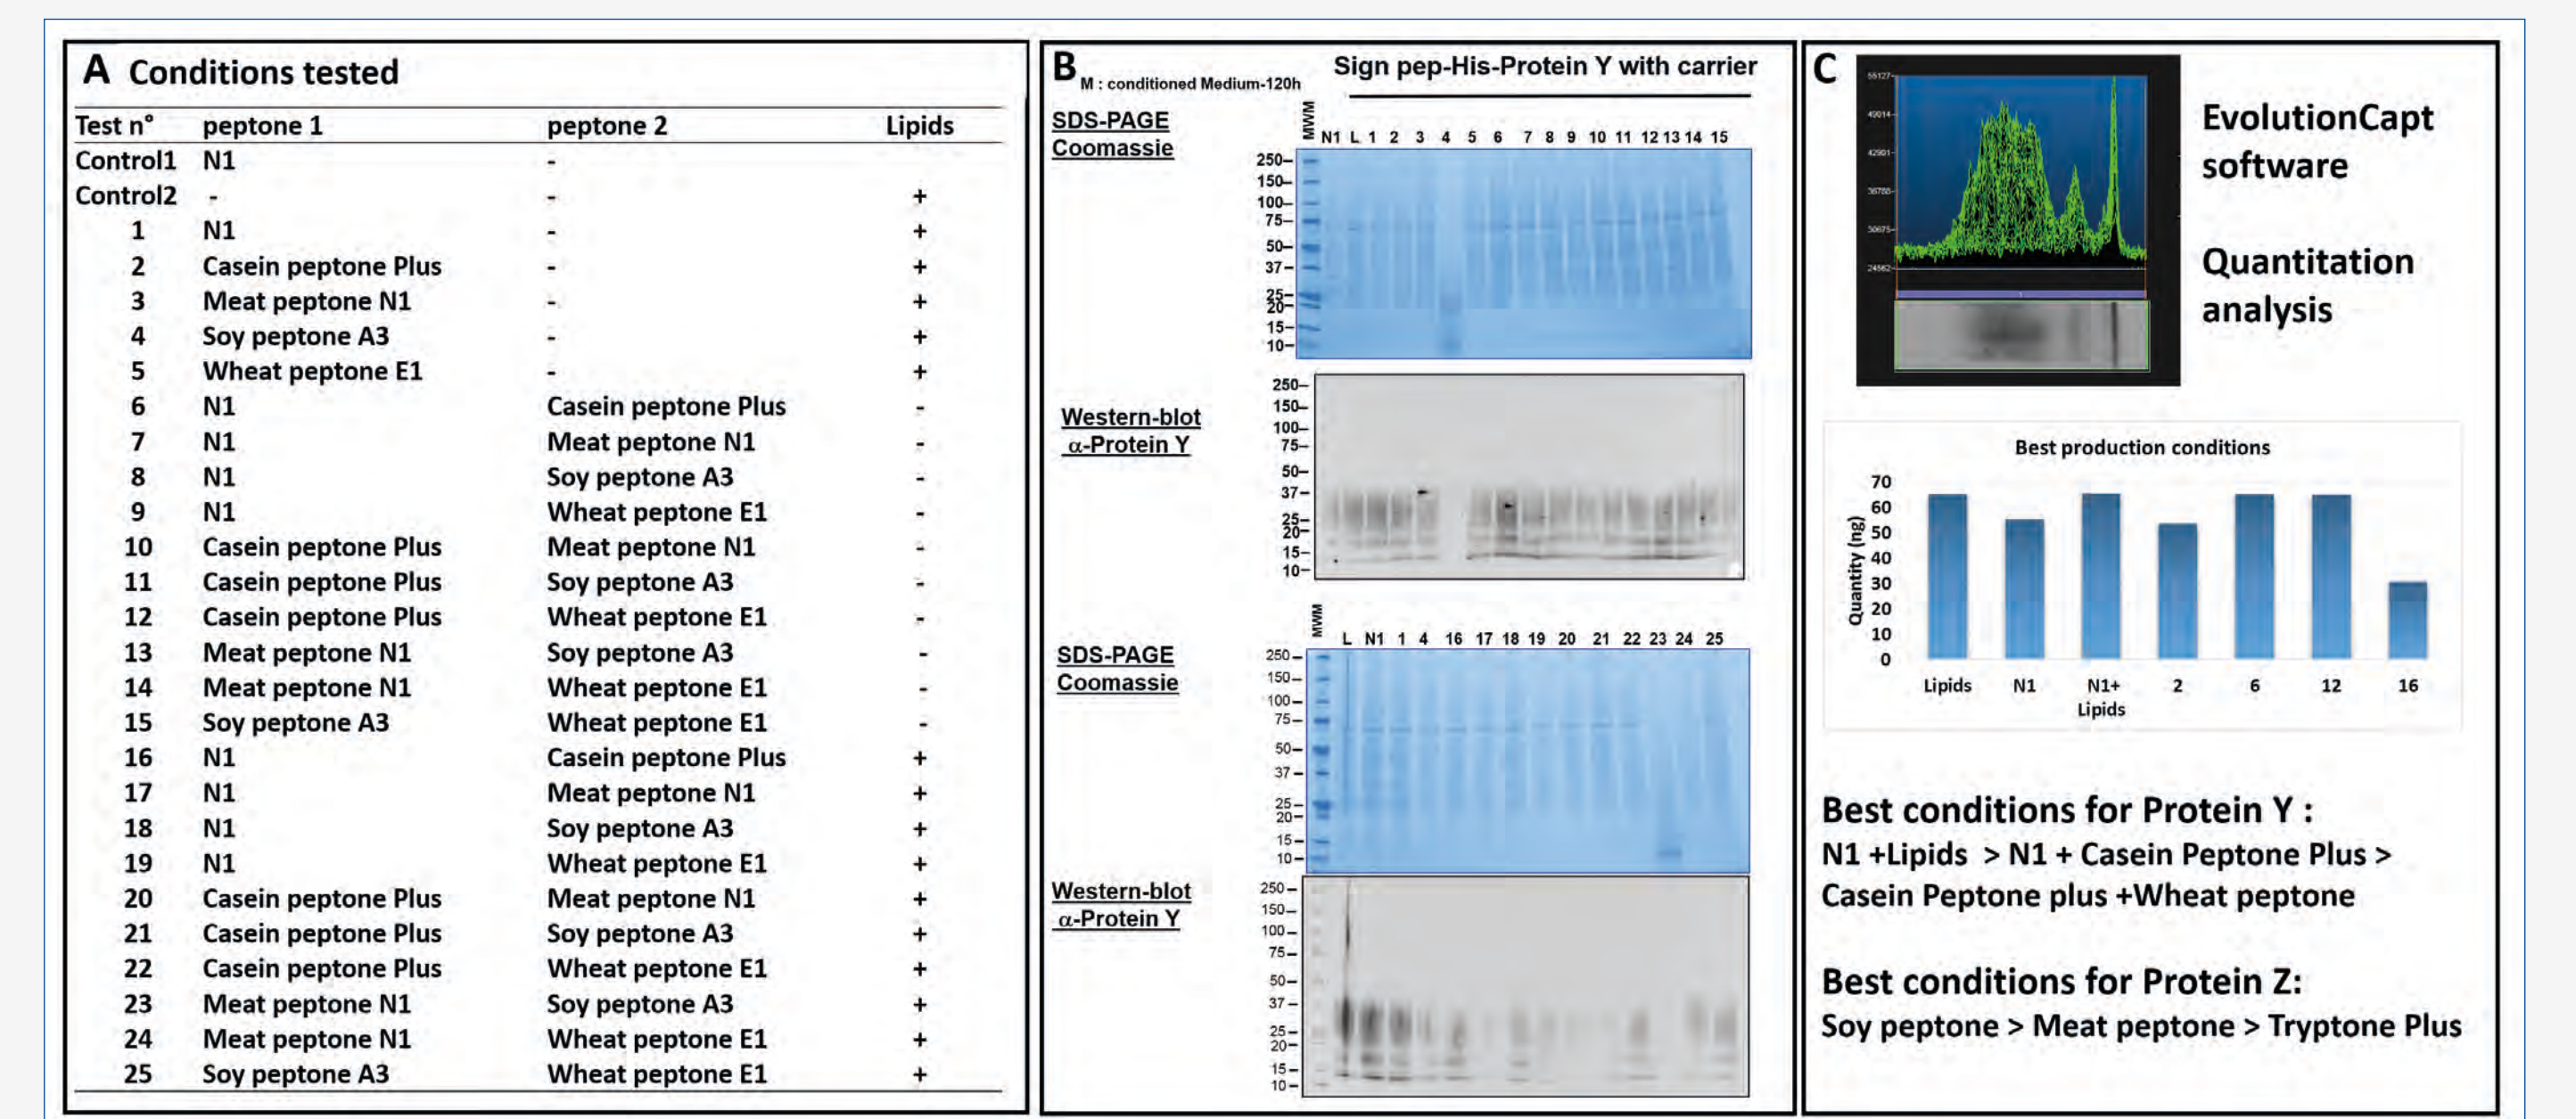 A Conditions tested
Test n° peptone 1 peptone 2 Lipids
Control1 N1 -
Control2 - - +
1 N1 - +
2 Casein peptone Plus - +
3 Meat peptone N1 - +
4 Soy peptone A3 - +
5 Wheat peptone E1 - +
6 N1 Casein peptone Plus -
7 N1 Meat peptone N1 -
8 N1 Soy peptone A3 -
9 N1 Wheat peptone E1 -
10 Casein peptone Plus Meat peptone N1 -
11 Casein peptone Plus Soy peptone A3 -
12 Casein peptone Plus Wheat peptone E1 -
13 Meat peptone N1 Soy peptone A3 -
14 Meat peptone N1 Wheat peptone E1 -
15 Soy peptone A3 Wheat peptone E1 -
16 N1 Casein peptone Plus +
17 N1 Meat peptone N1 +
18 N1 Soy peptone A3 +
19 N1 Wheat peptone E1 +
20 Casein peptone Plus Meat peptone N1 +
21 Casein peptone Plus Soy peptone A3 +
22 Casein peptone Plus Wheat peptone E1 +
23 Meat peptone N1 Soy peptone A3 +
24 Meat peptone N1 Wheat peptone E1 +
25 Soy peptone A3 Wheat peptone E1 +
B
M : conditioned Medium-120h
Sign pep-His-Protein Y with carrier
SDS-PAGE
Coomassie
MWM N1 L 1 2 3 4 5 6 7 8 9 10 11 12 13 14 15
250–
150–
100–
75–
50–
37–
25–
20–
15–
10–
Western-blot
α-Protein Y
250–
150–
100–
75–
50–
37–
25–
20–
15–
10–
SDS-PAGE
Coomassie
MWM L N1 1 4 16 17 18 19 20 21 22 23 24 25
250–
150–
100–
75–
50–
37–
25–
20–
15–
10–
Western-blot
α-Protein Y
250–
150–
100–
75–
50–
37–
25–
20–
15–
10–
C
55127
49014
42901
36788
30675
24562
EvolutionCapt
software
Quantitation
analysis
Best production conditions
Quantity (ng)
70
60
50
40
30
20
10
0
Lipids N1 N1+ 2 6 12 16
Lipids
Best conditions for Protein Y :
N1 +Lipids > N1 + Casein Peptone Plus >
Casein Peptone plus +Wheat peptone
Best conditions for Protein Z:
Soy peptone > Meat peptone > Tryptone Plus